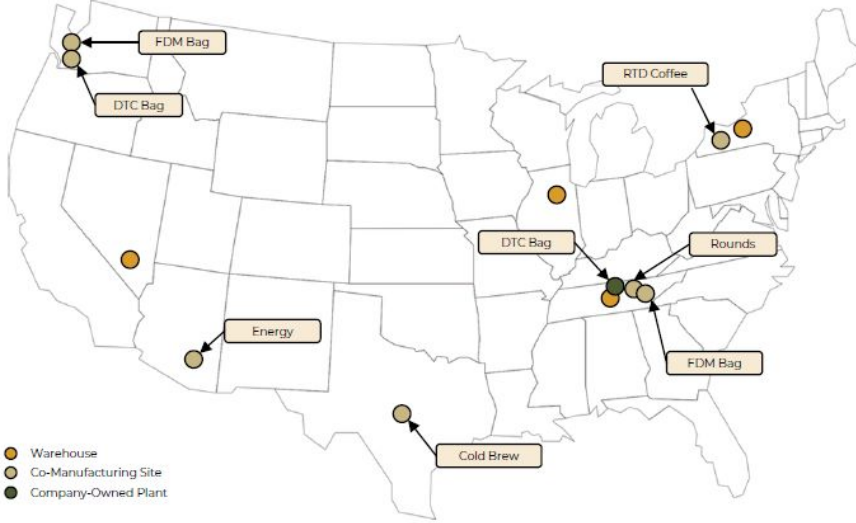 FDM Bag
RTD Coffee
DTC Bag
DTC Bag
Rounds
Energy
FDM Bag
Cold Brew
Warehouse
Co-Manufacturing Site
Company-Owned Plant